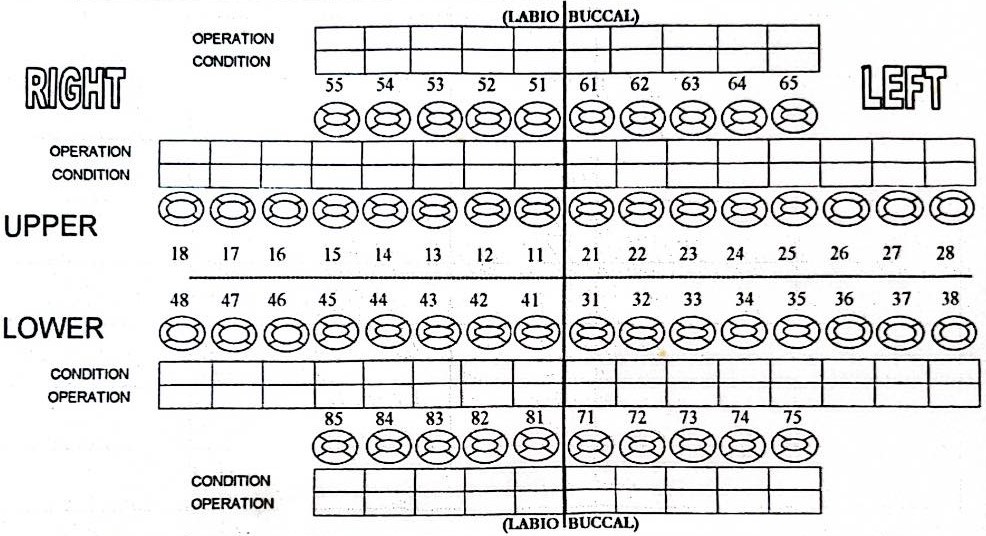 (LABIO BUCCAL)
OPERATION
CONDITION
RIGHT
55 54 53 52 51 61 62 63 64 65
LEFT
OPERATION
CONDITION
UPPER
18 17 16 15 14 13 12 11 21 22 23 24 25 26 27 28
48 47 46 45 44 43 42 41 31 32 33 34 35 36 37 38
LOWER
CONDITION
OPERATION
85 84 83 82 81 71 72 73 74 75
CONDITION
OPERATION
(LABIO BUCCAL)